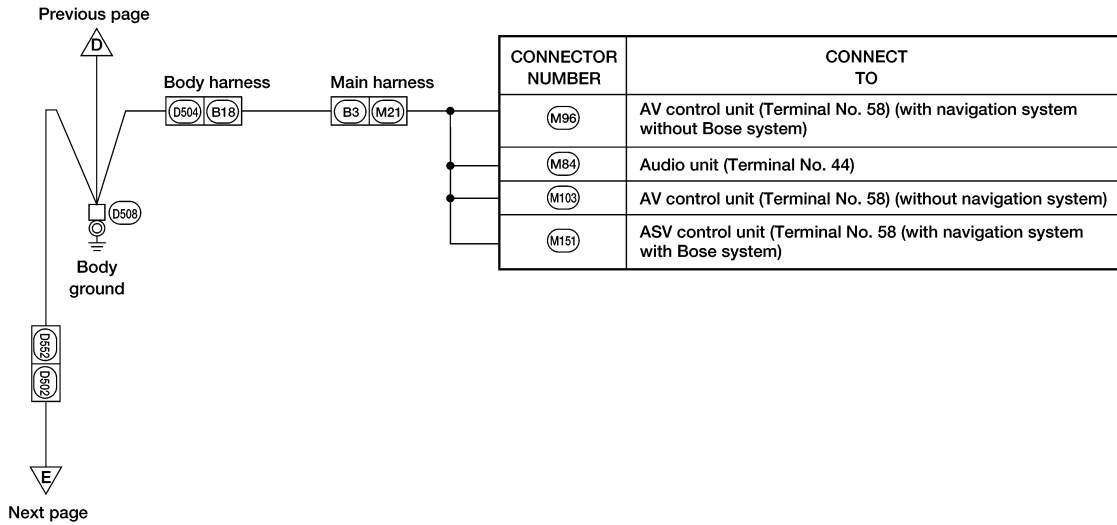 Previous page
D
Body harness
D504 B18
Main harness
B3 M21
D508
Body
ground
D552
D502
E
Next page
CONNECTOR
NUMBER
CONNECT
TO
M96
AV control unit (Terminal No. 58) (with navigation system
without Bose system)
M84
Audio unit (Terminal No. 44)
M103
AV control unit (Terminal No. 58) (without navigation system)
M151
ASV control unit (Terminal No. 58 (with navigation system
with Bose system)